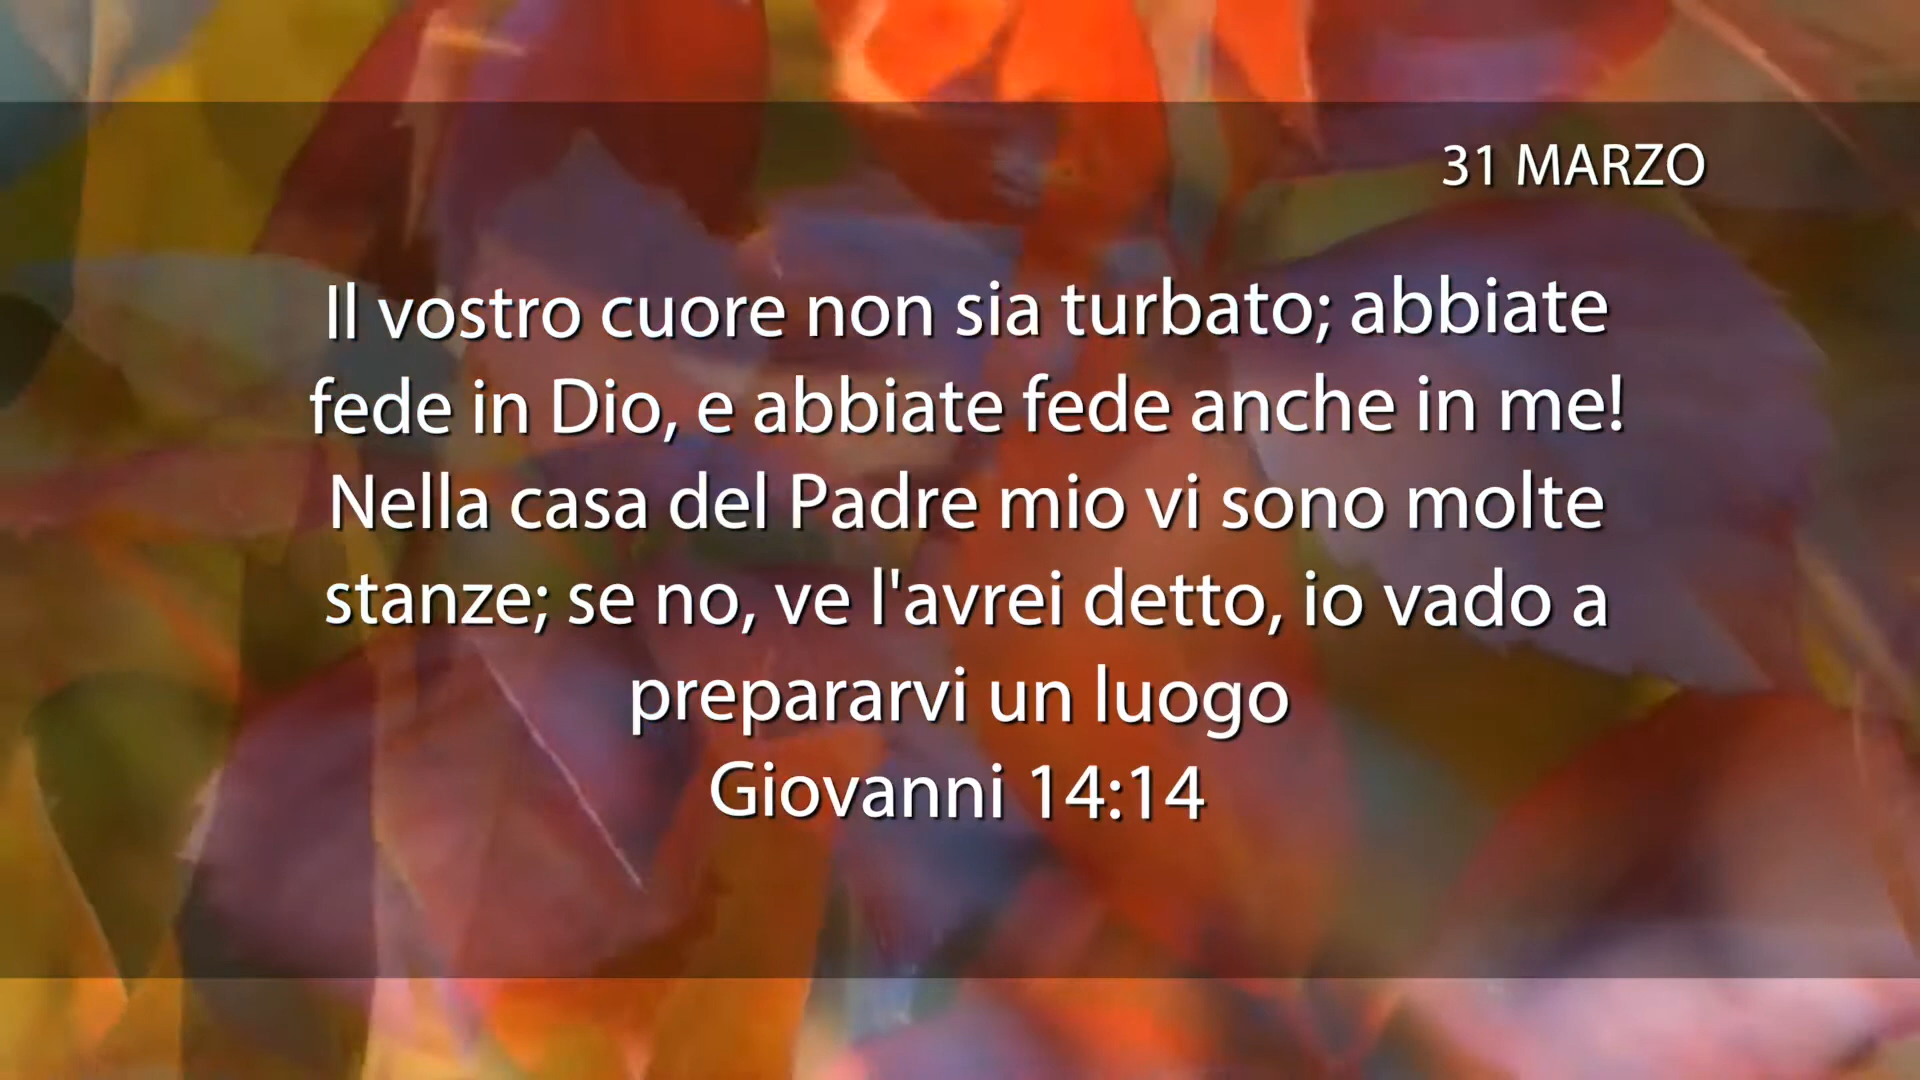 31 MARZO
Il vostro cuore non sia turbato; abbiate
fede in Dio, e abbiate fede anche in me!
Nella casa del Padre mio vi sono molte
stanze; se no, ve l'avrei detto, io vado a
prepararvi un luogo
Giovanni 14:14